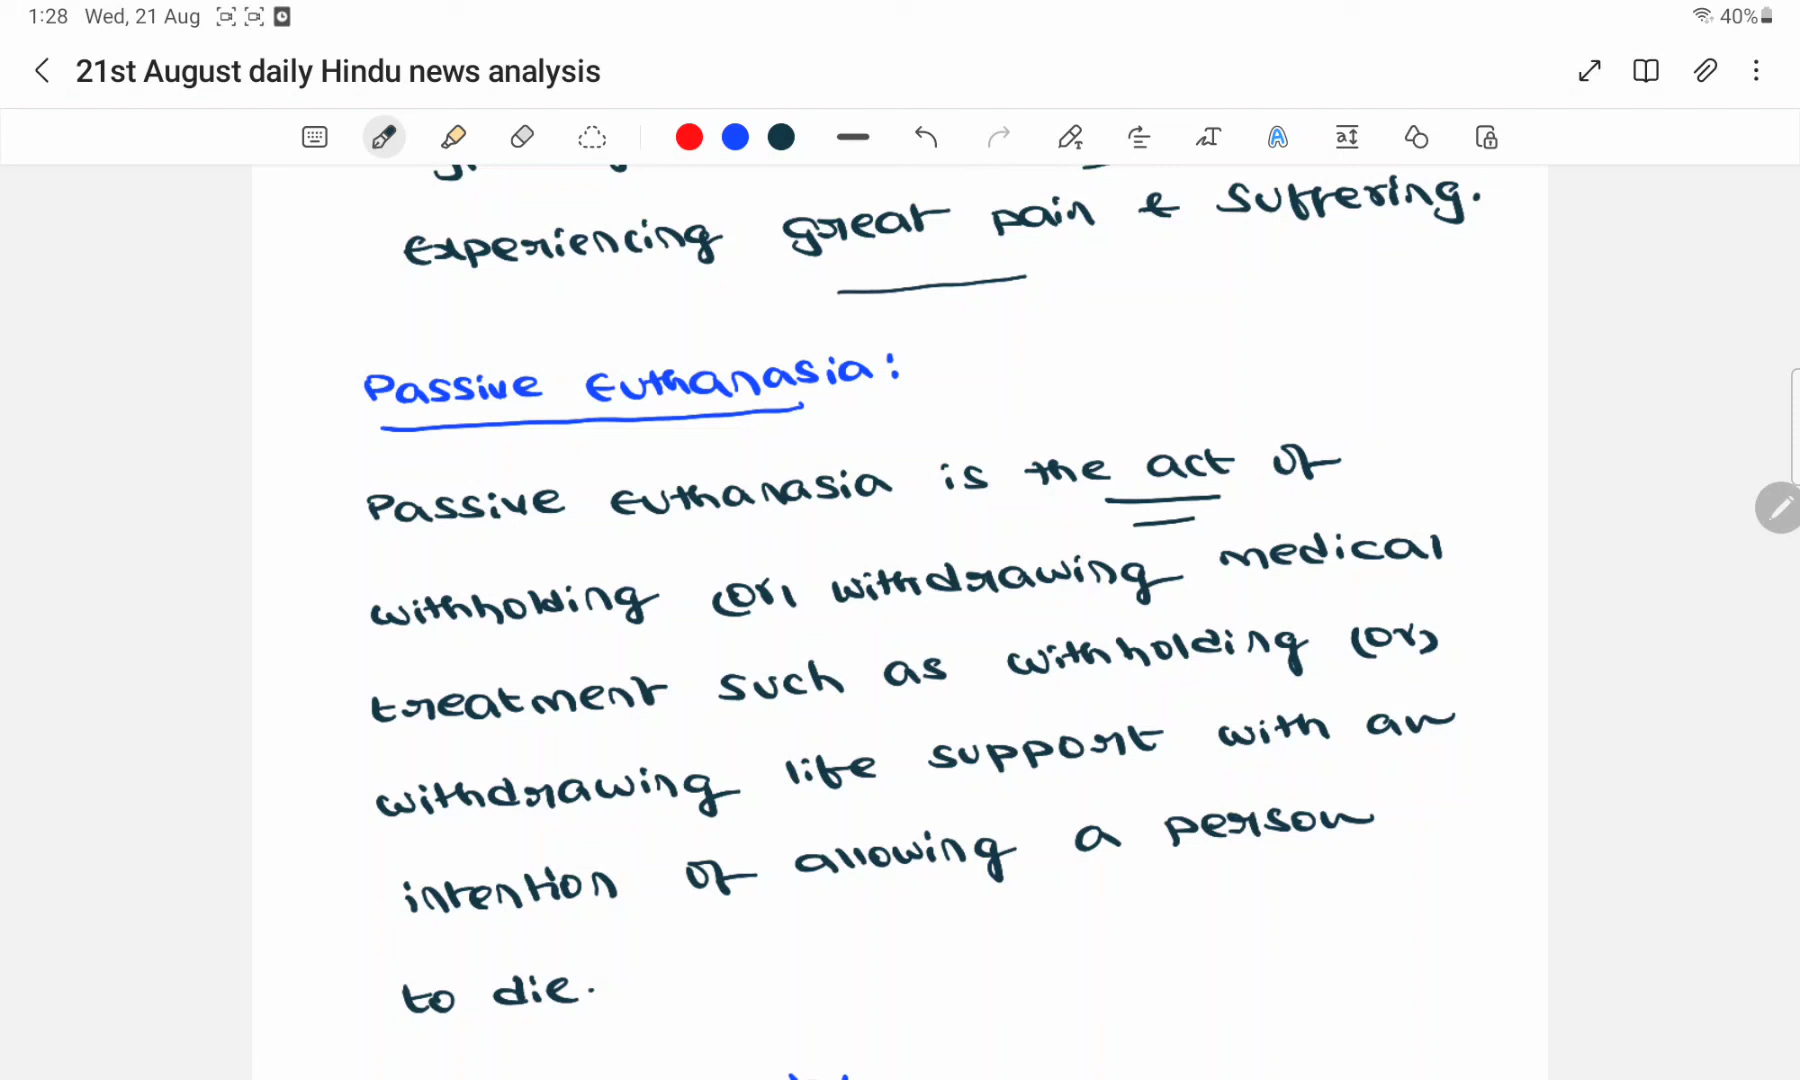 1:28 Wed, 21 Aug 40%
21st August daily Hindu news analysis
experiencing great pain & suffering.
Passive Euthanasia:
Passive Euthanasia is the act of
withholding (or) withdrawing medical
treatment such as withholding (or)
withdrawing life support with an
intention of allowing a person
to die.